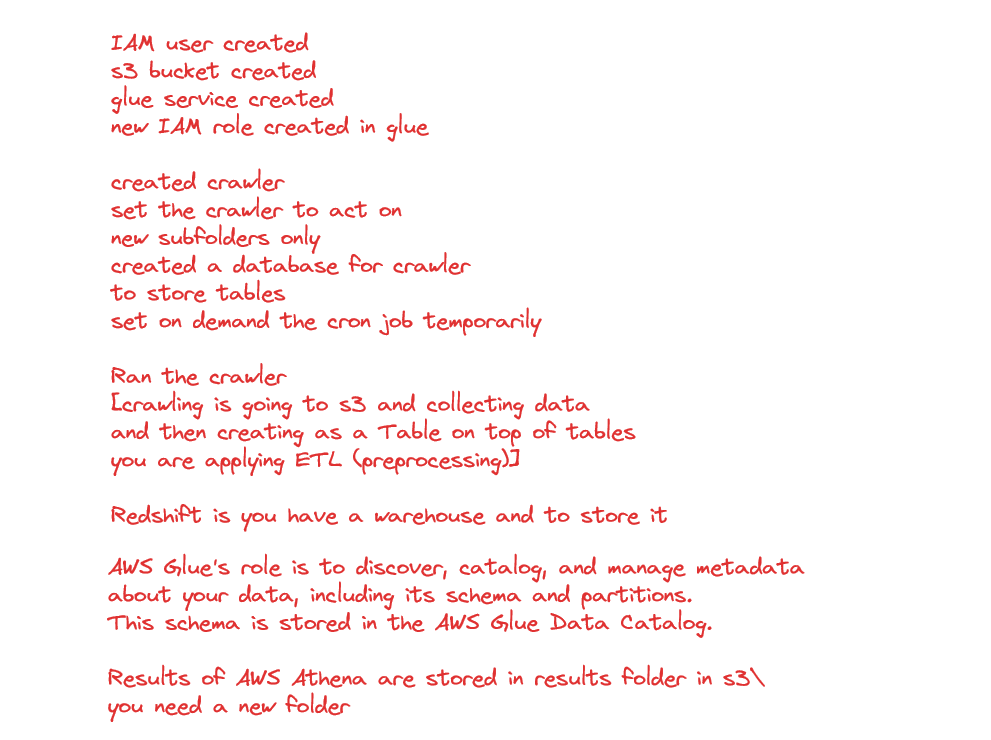 IAM user created
s3 bucket created
glue service created
new IAM role created in glue
created crawler
set the crawler to act on
new subfolders only
created a database for crawler
to store tables
set on demand the cron job temporarily
Ran the crawler
[crawling is going to s3 and collecting data
and then creating as a Table on top of tables
you are applying ETL (preprocessing)]
Redshift is you have a warehouse and to store it
AWS Glue's role is to discover, catalog, and manage metadata
about your data, including its schema and partitions.
This schema is stored in the AWS Glue Data Catalog.
Results of AWS Athena are stored in results folder in s3\
you need a new folder